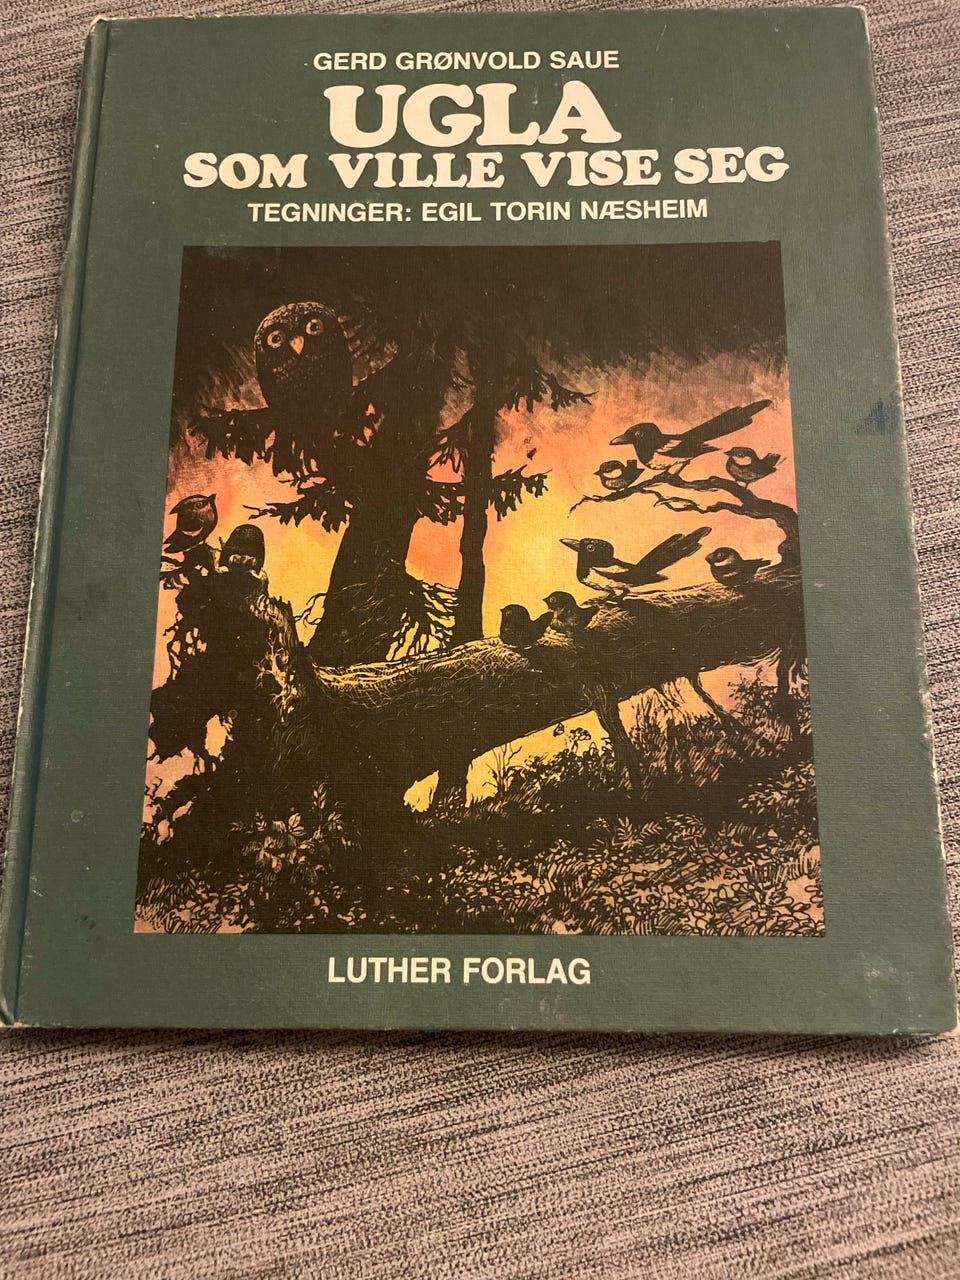 GERD GRØNVOLD SAUE
UGLA
SOM VILLE VISE SEG
TEGNINGER: EGIL TORIN NÆSHEIM
LUTHER FORLAG